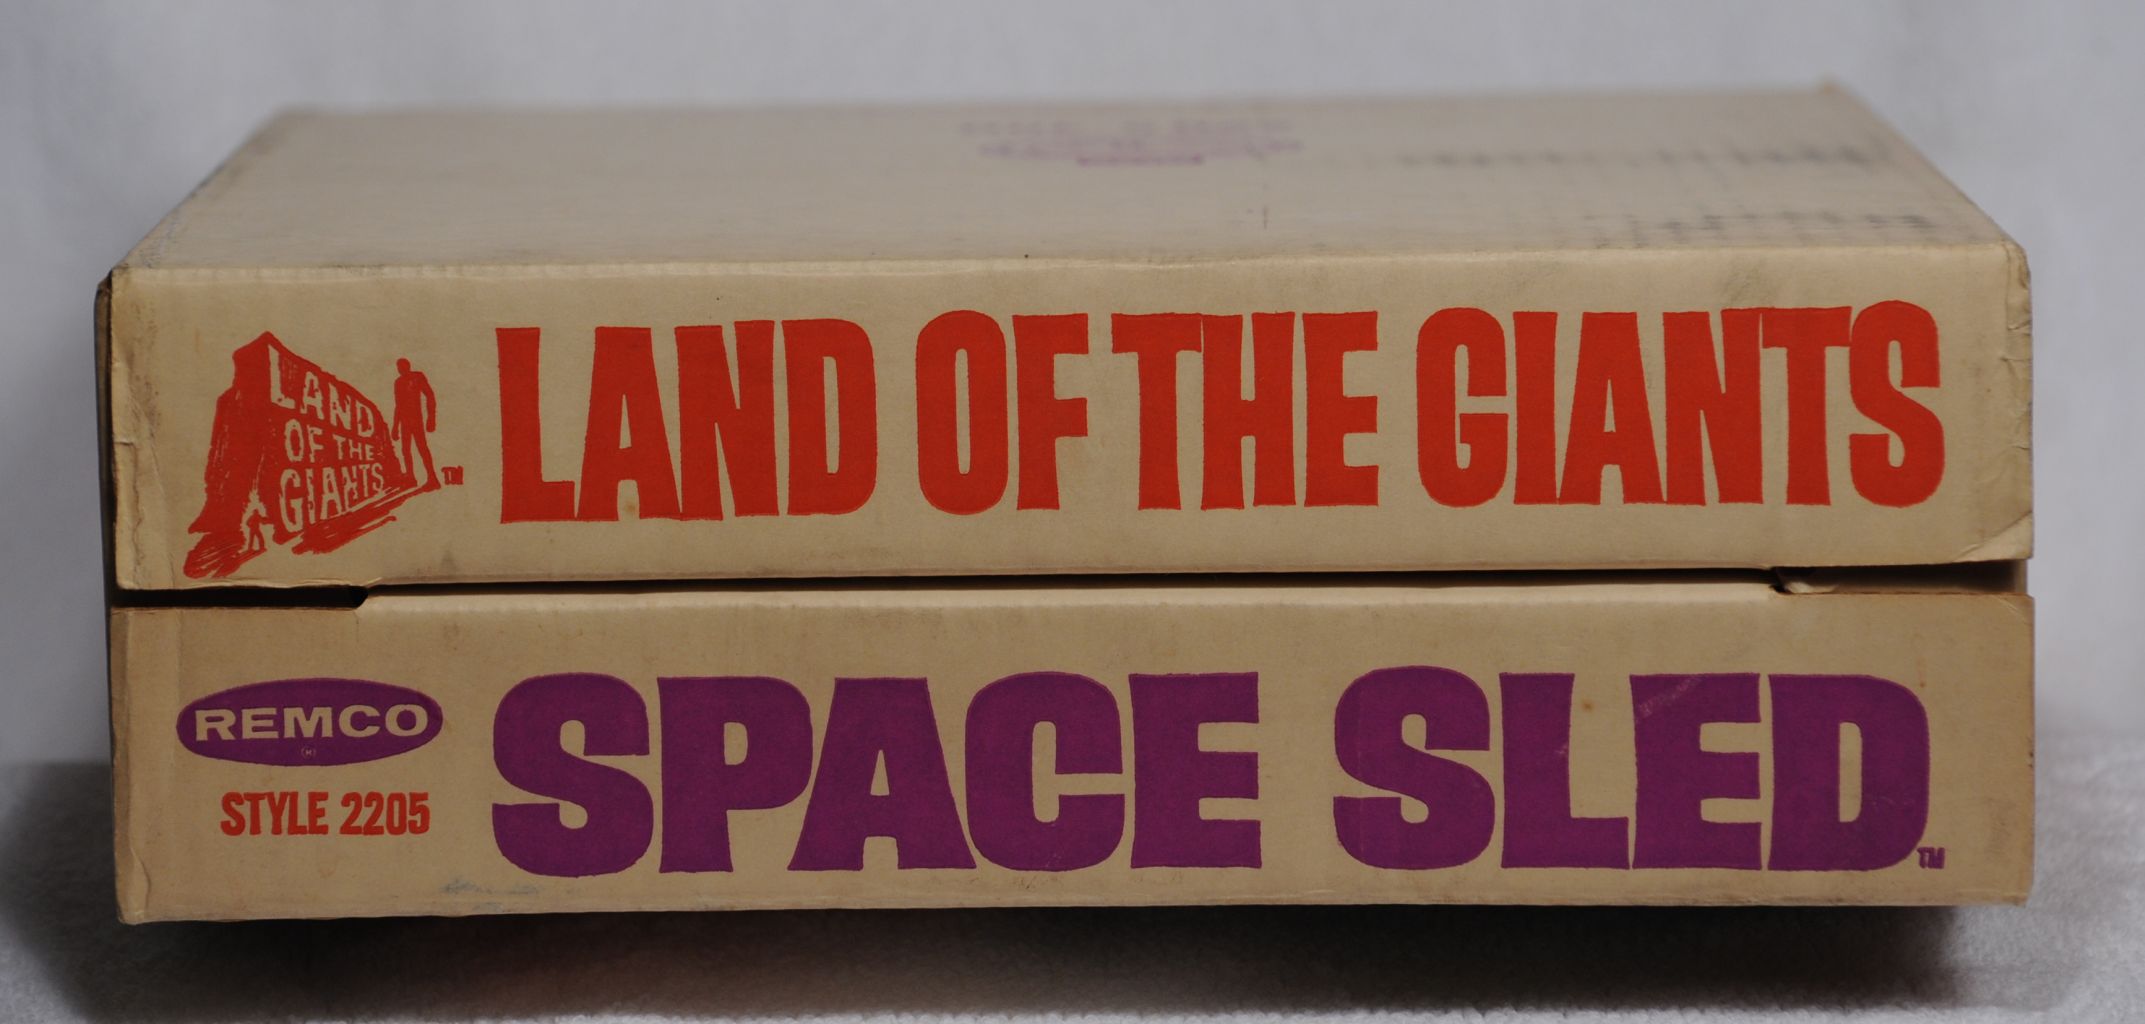 LAND
OF THE
GIANTS
TM
LAND OF THE GIANTS
REMCO
®
STYLE 2205
SPACE SLED
TM